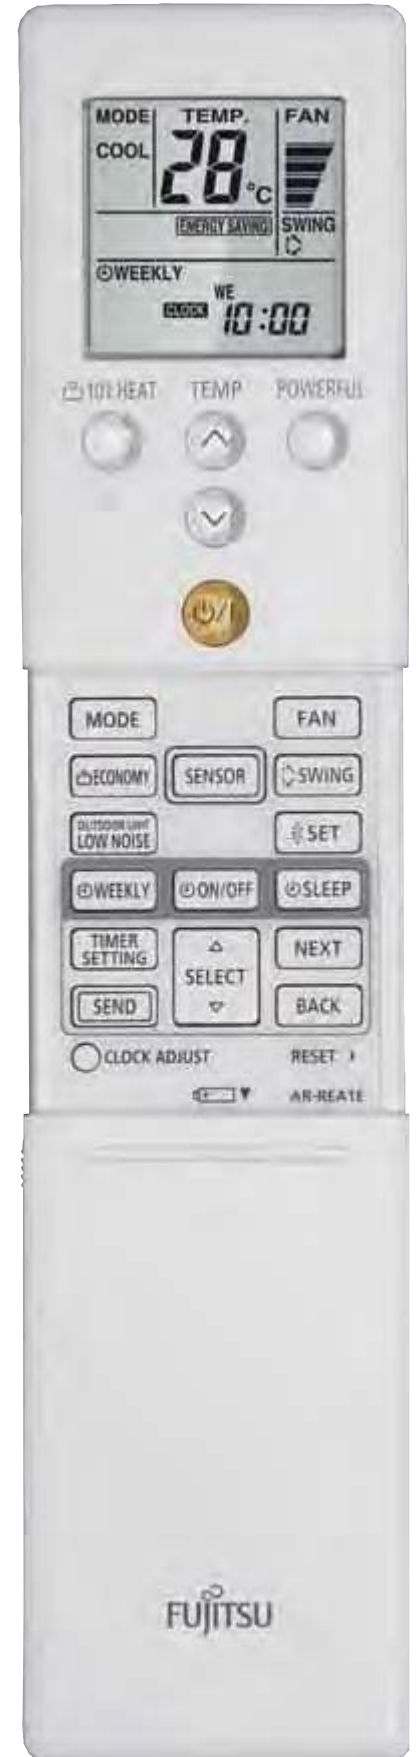 MODE TEMP. FAN
COOL 28°C
ENERGY SAVING SWING
WEEKLY
WE
CLOCK 10:00
10℃ HEAT TEMP POWERFUL
MODE FAN
ECONOMY SENSOR SWING
OUTDOOR UNIT
LOW NOISE SET
WEEKLY ON/OFF SLEEP
TIMER
SETTING SELECT NEXT
SEND BACK
CLOCK ADJUST RESET
AR-REA1E
FUJITSU